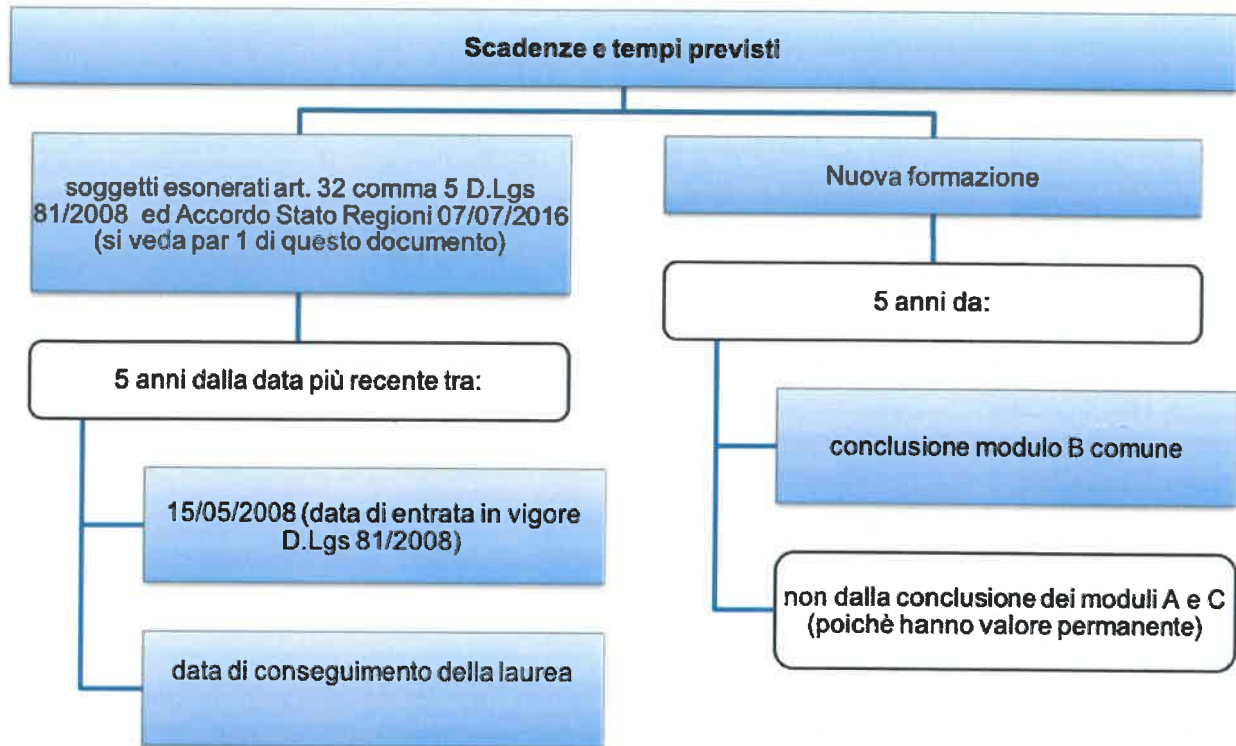 Scadenze e tempi previsti
soggetti esonerati art. 32 comma 5 D.Lgs
81/2008 ed Accordo Stato Regioni 07/07/2016
(si veda par 1 di questo documento)
5 anni dalla data più recente tra:
15/05/2008 (data di entrata in vigore
D.Lgs 81/2008)
data di conseguimento della laurea
Nuova formazione
5 anni da:
conclusione modulo B comune
non dalla conclusione dei moduli A e C
(poichè hanno valore permanente)